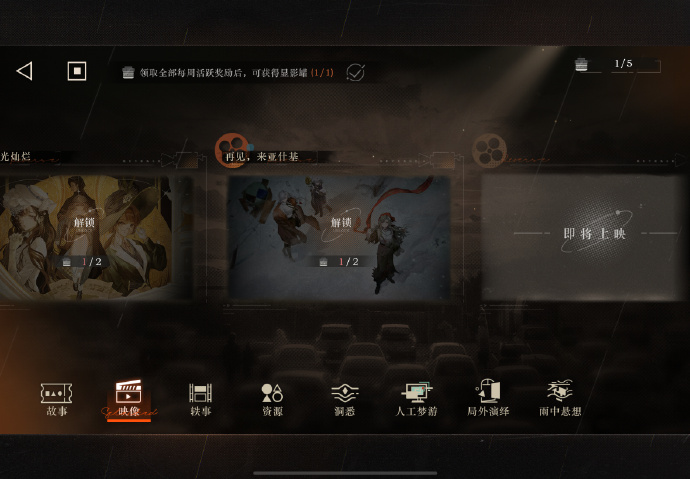 领取全部每周活跃奖励后，可获得显影罐 (1/1)
1/5
光灿烂
再见，来亚什基
解锁
1/2
解锁
1/2
即将上映
故事
映像
轶事
资源
洞悉
人工梦游
局外演绎
雨中悬想